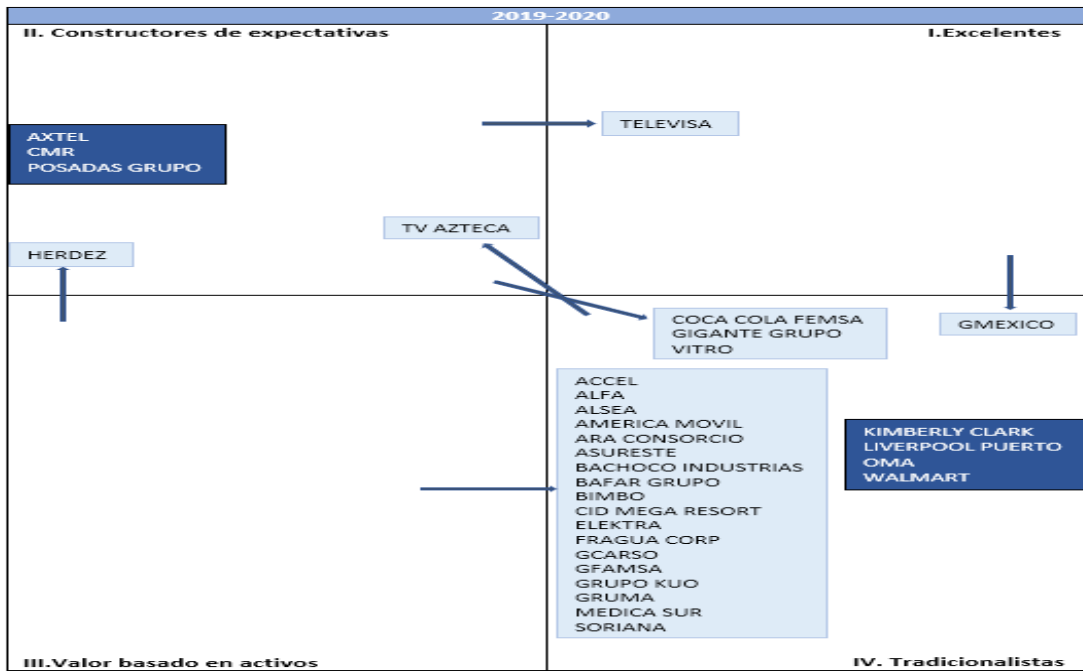 2019-2020
II. Constructores de expectativas
I.Excelentes
TELEVISA
AXTEL
CMR
POSADAS GRUPO
TV AZTECA
HERDEZ
COCA COLA FEMSA
GIGANTE GRUPO
VITRO
GMEXICO
ACCEL
ALFA
ALSEA
AMERICA MOVIL
ARA CONSORCIO
ASURESTE
BACHOCO INDUSTRIAS
BAFAR GRUPO
BIMBO
CID MEGA RESORT
ELEKTRA
FRAGUA CORP
GCARSO
GFAMSA
GRUPO KUO
GRUMA
MEDICA SUR
SORIANA
KIMBERLY CLARK
LIVERPOOL PUERTO
OMA
WALMART
III.Valor basado en activos
IV. Tradicionalistas